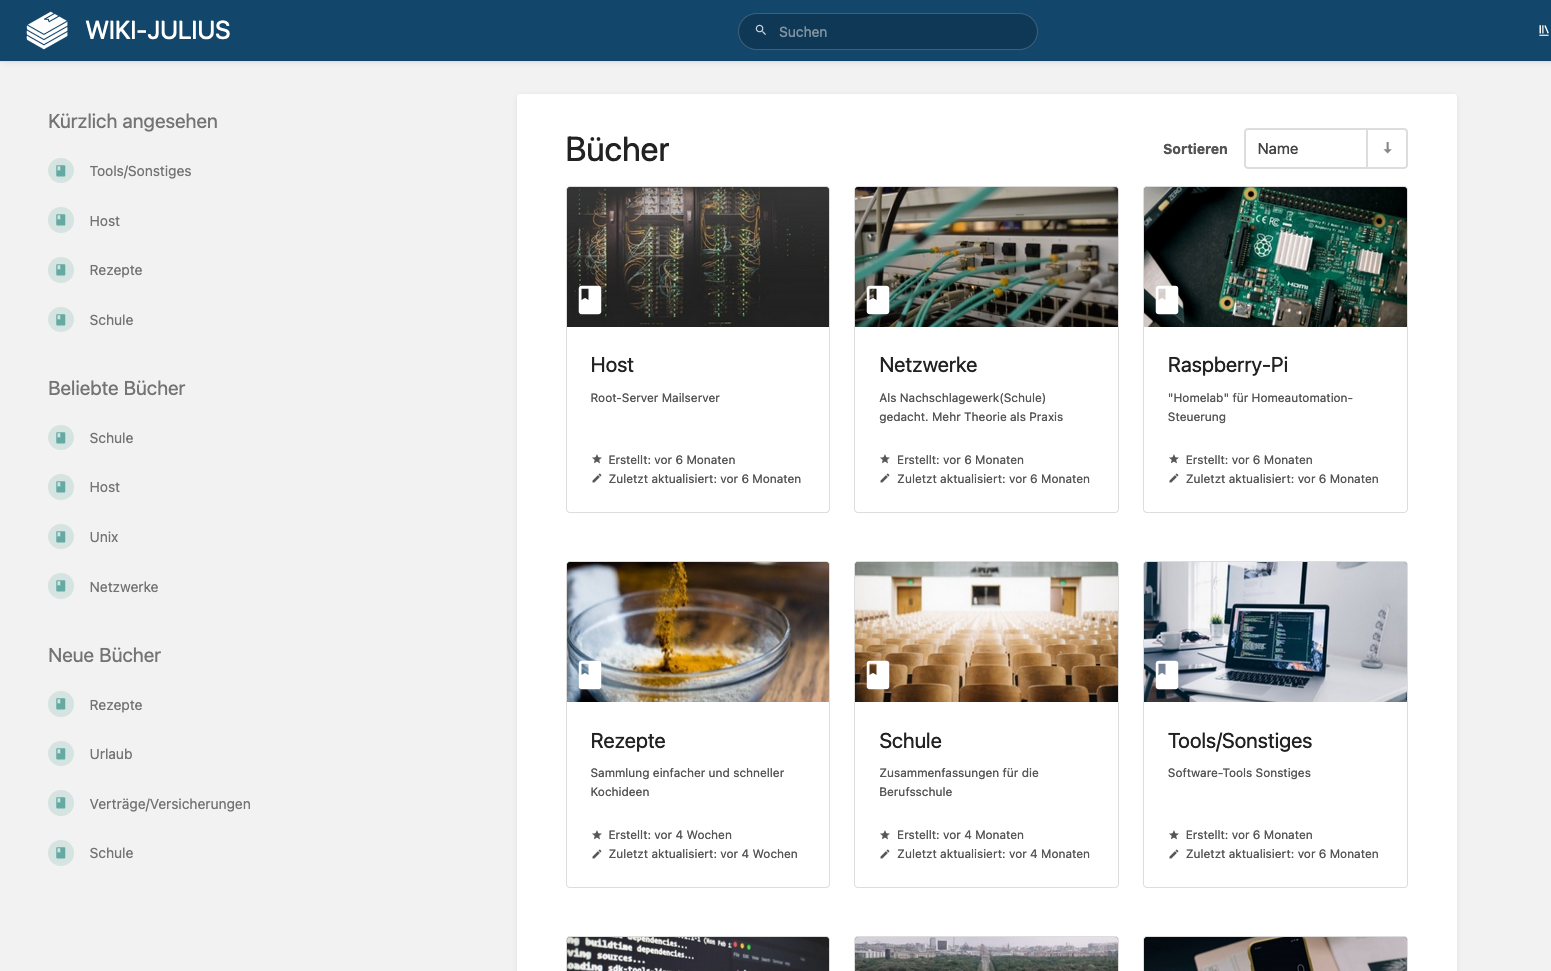 WIKI-JULIUS
Suchen
Kürzlich angesehen
Tools/Sonstiges
Host
Rezepte
Schule
Beliebte Bücher
Schule
Host
Unix
Netzwerke
Neue Bücher
Rezepte
Urlaub
Verträge/Versicherungen
Schule
Bücher
Sortieren
Name
Host
Root-Server Mailserver
Erstellt: vor 6 Monaten
Zuletzt aktualisiert: vor 6 Monaten
Netzwerke
Als Nachschlagewerk(Schule)
gedacht. Mehr Theorie als Praxis
Erstellt: vor 6 Monaten
Zuletzt aktualisiert: vor 6 Monaten
HDMI
Raspberry-Pi
"Homelab" für Homeautomation-
Steuerung
Erstellt: vor 6 Monaten
Zuletzt aktualisiert: vor 6 Monaten
Rezepte
Sammlung einfacher und schneller
Kochideen
Erstellt: vor 4 Wochen
Zuletzt aktualisiert: vor 4 Wochen
Schule
Zusammenfassungen für die
Berufsschule
Erstellt: vor 4 Monaten
Zuletzt aktualisiert: vor 4 Monaten
Tools/Sonstiges
Software-Tools Sonstiges
Erstellt: vor 6 Monaten
Zuletzt aktualisiert: vor 6 Monaten
ng buildtime dependencies...
ving sources...